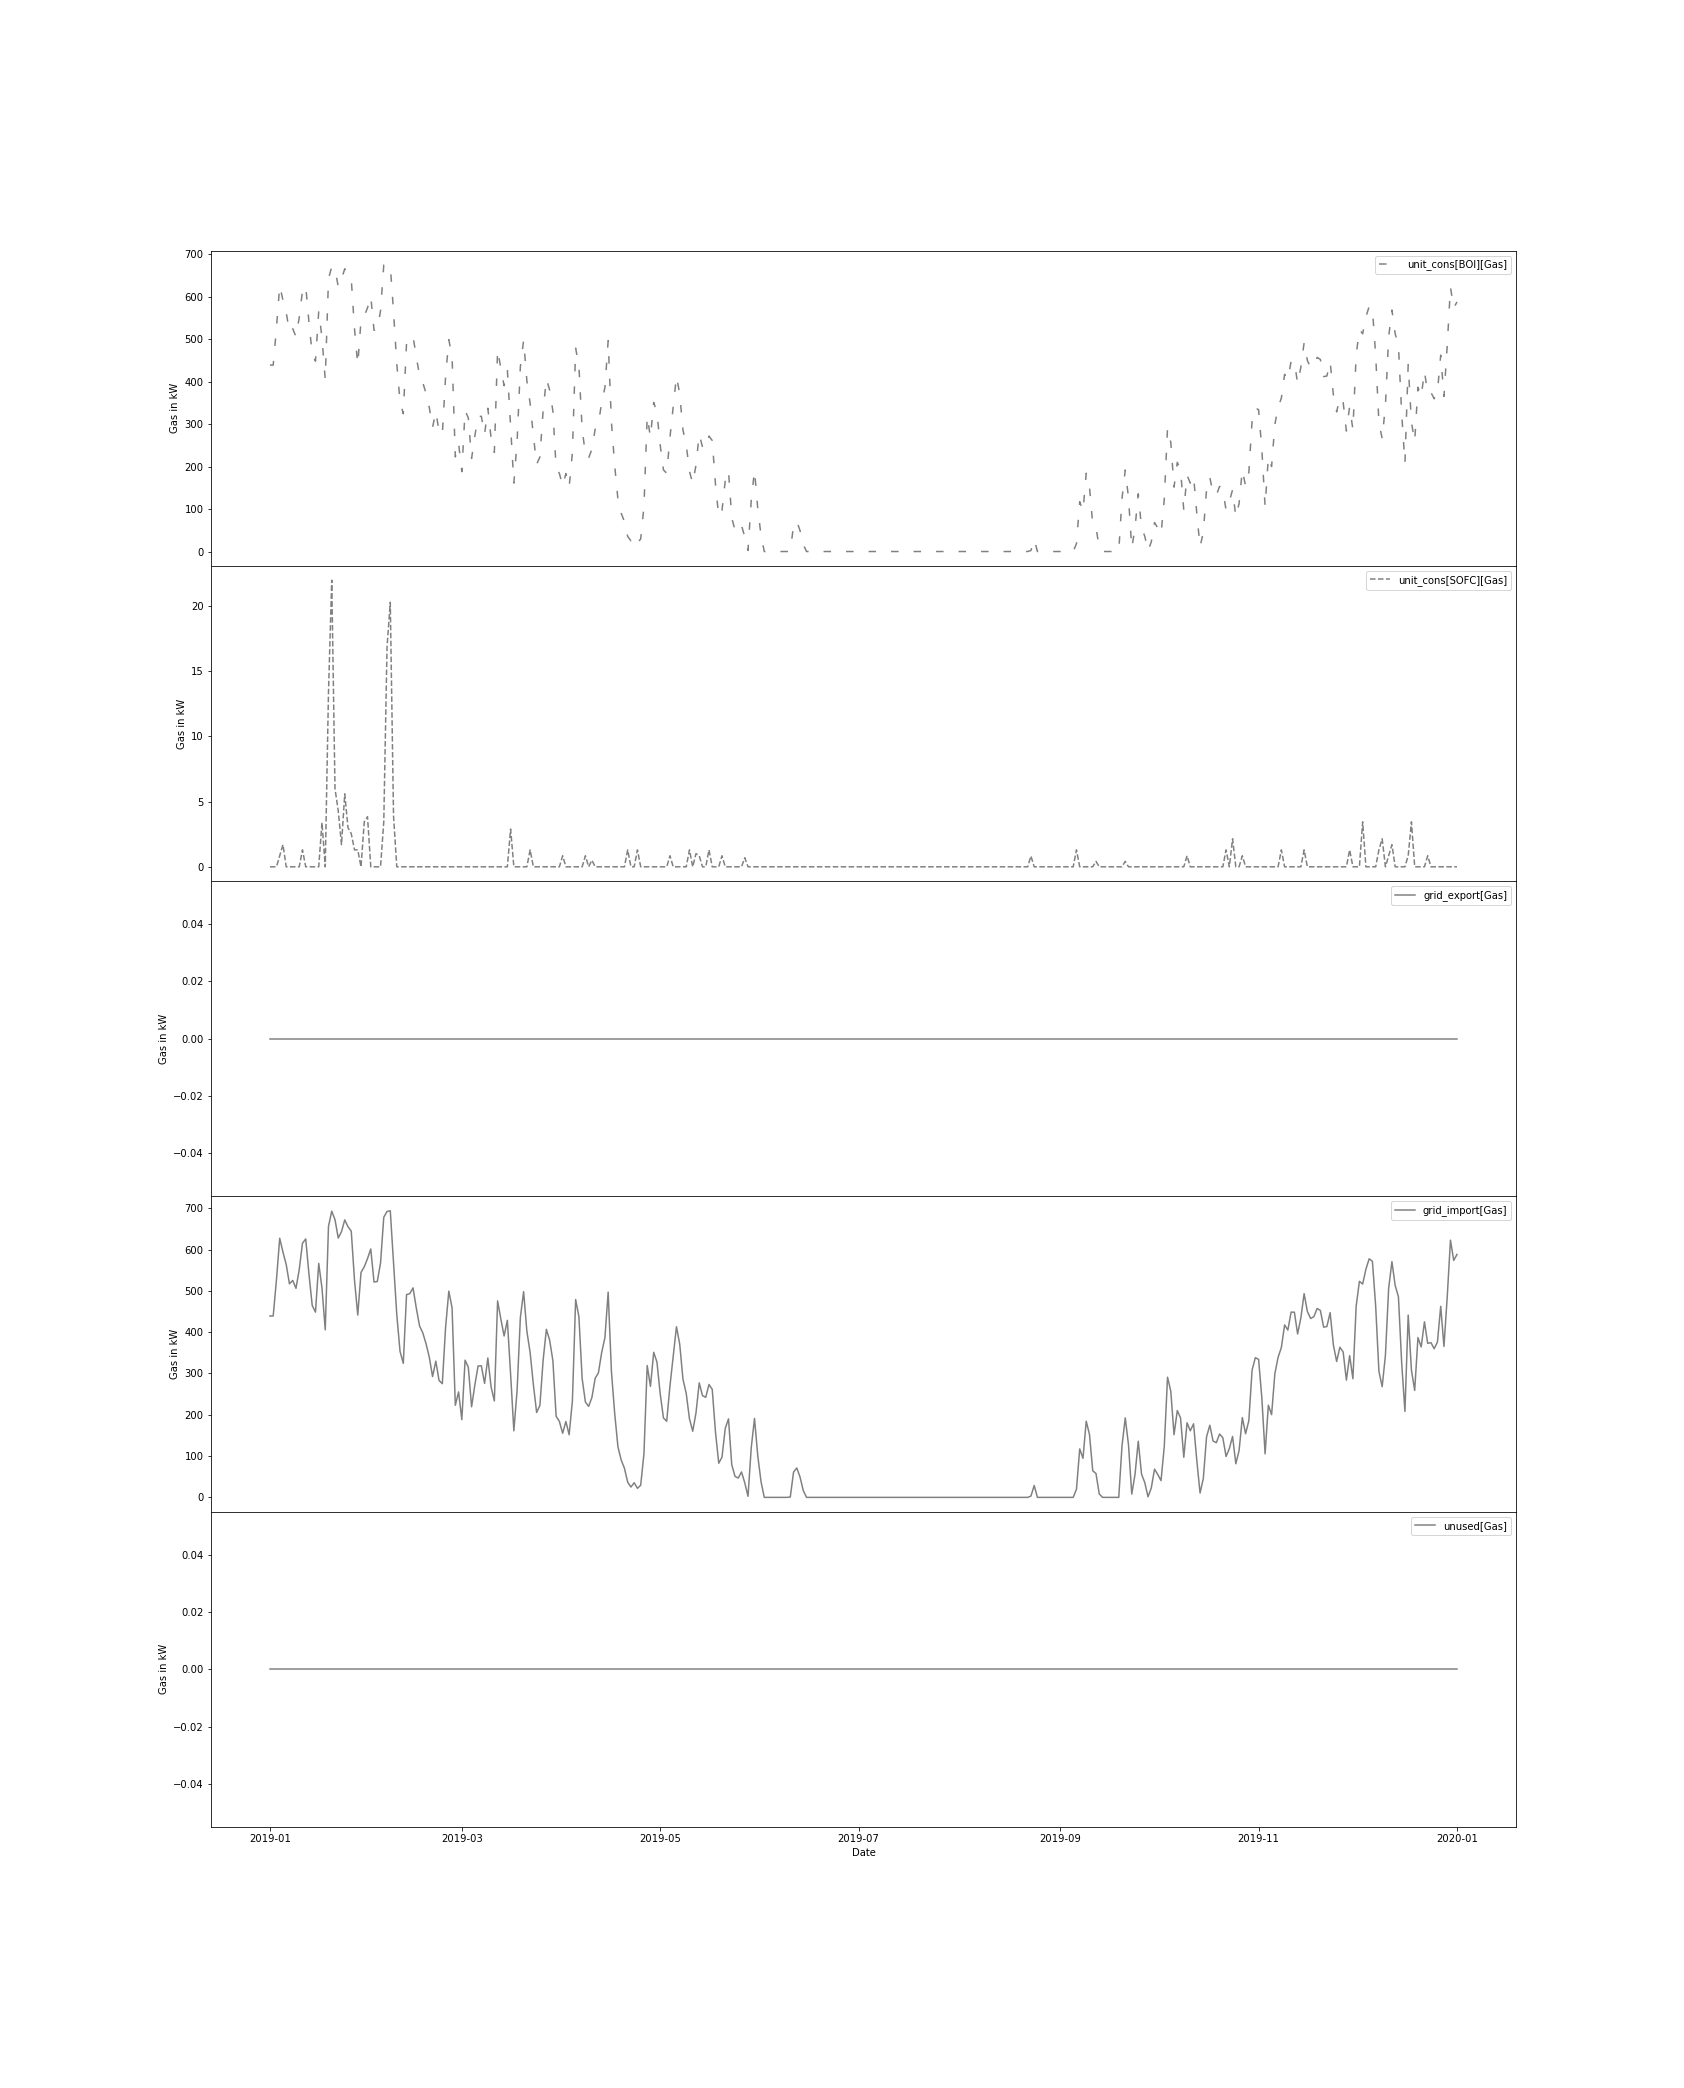 700
600
500
400
300
200
100
0
Gas in kW
unit_cons[BOI][Gas]
20
15
10
5
0
Gas in kW
unit_cons[SOFC][Gas]
0.04
0.02
0.00
−0.02
−0.04
Gas in kW
grid_export[Gas]
700
600
500
400
300
200
100
0
Gas in kW
grid_import[Gas]
0.04
0.02
0.00
−0.02
−0.04
Gas in kW
unused[Gas]
2019-01 2019-03 2019-05 2019-07 2019-09 2019-11 2020-01
Date